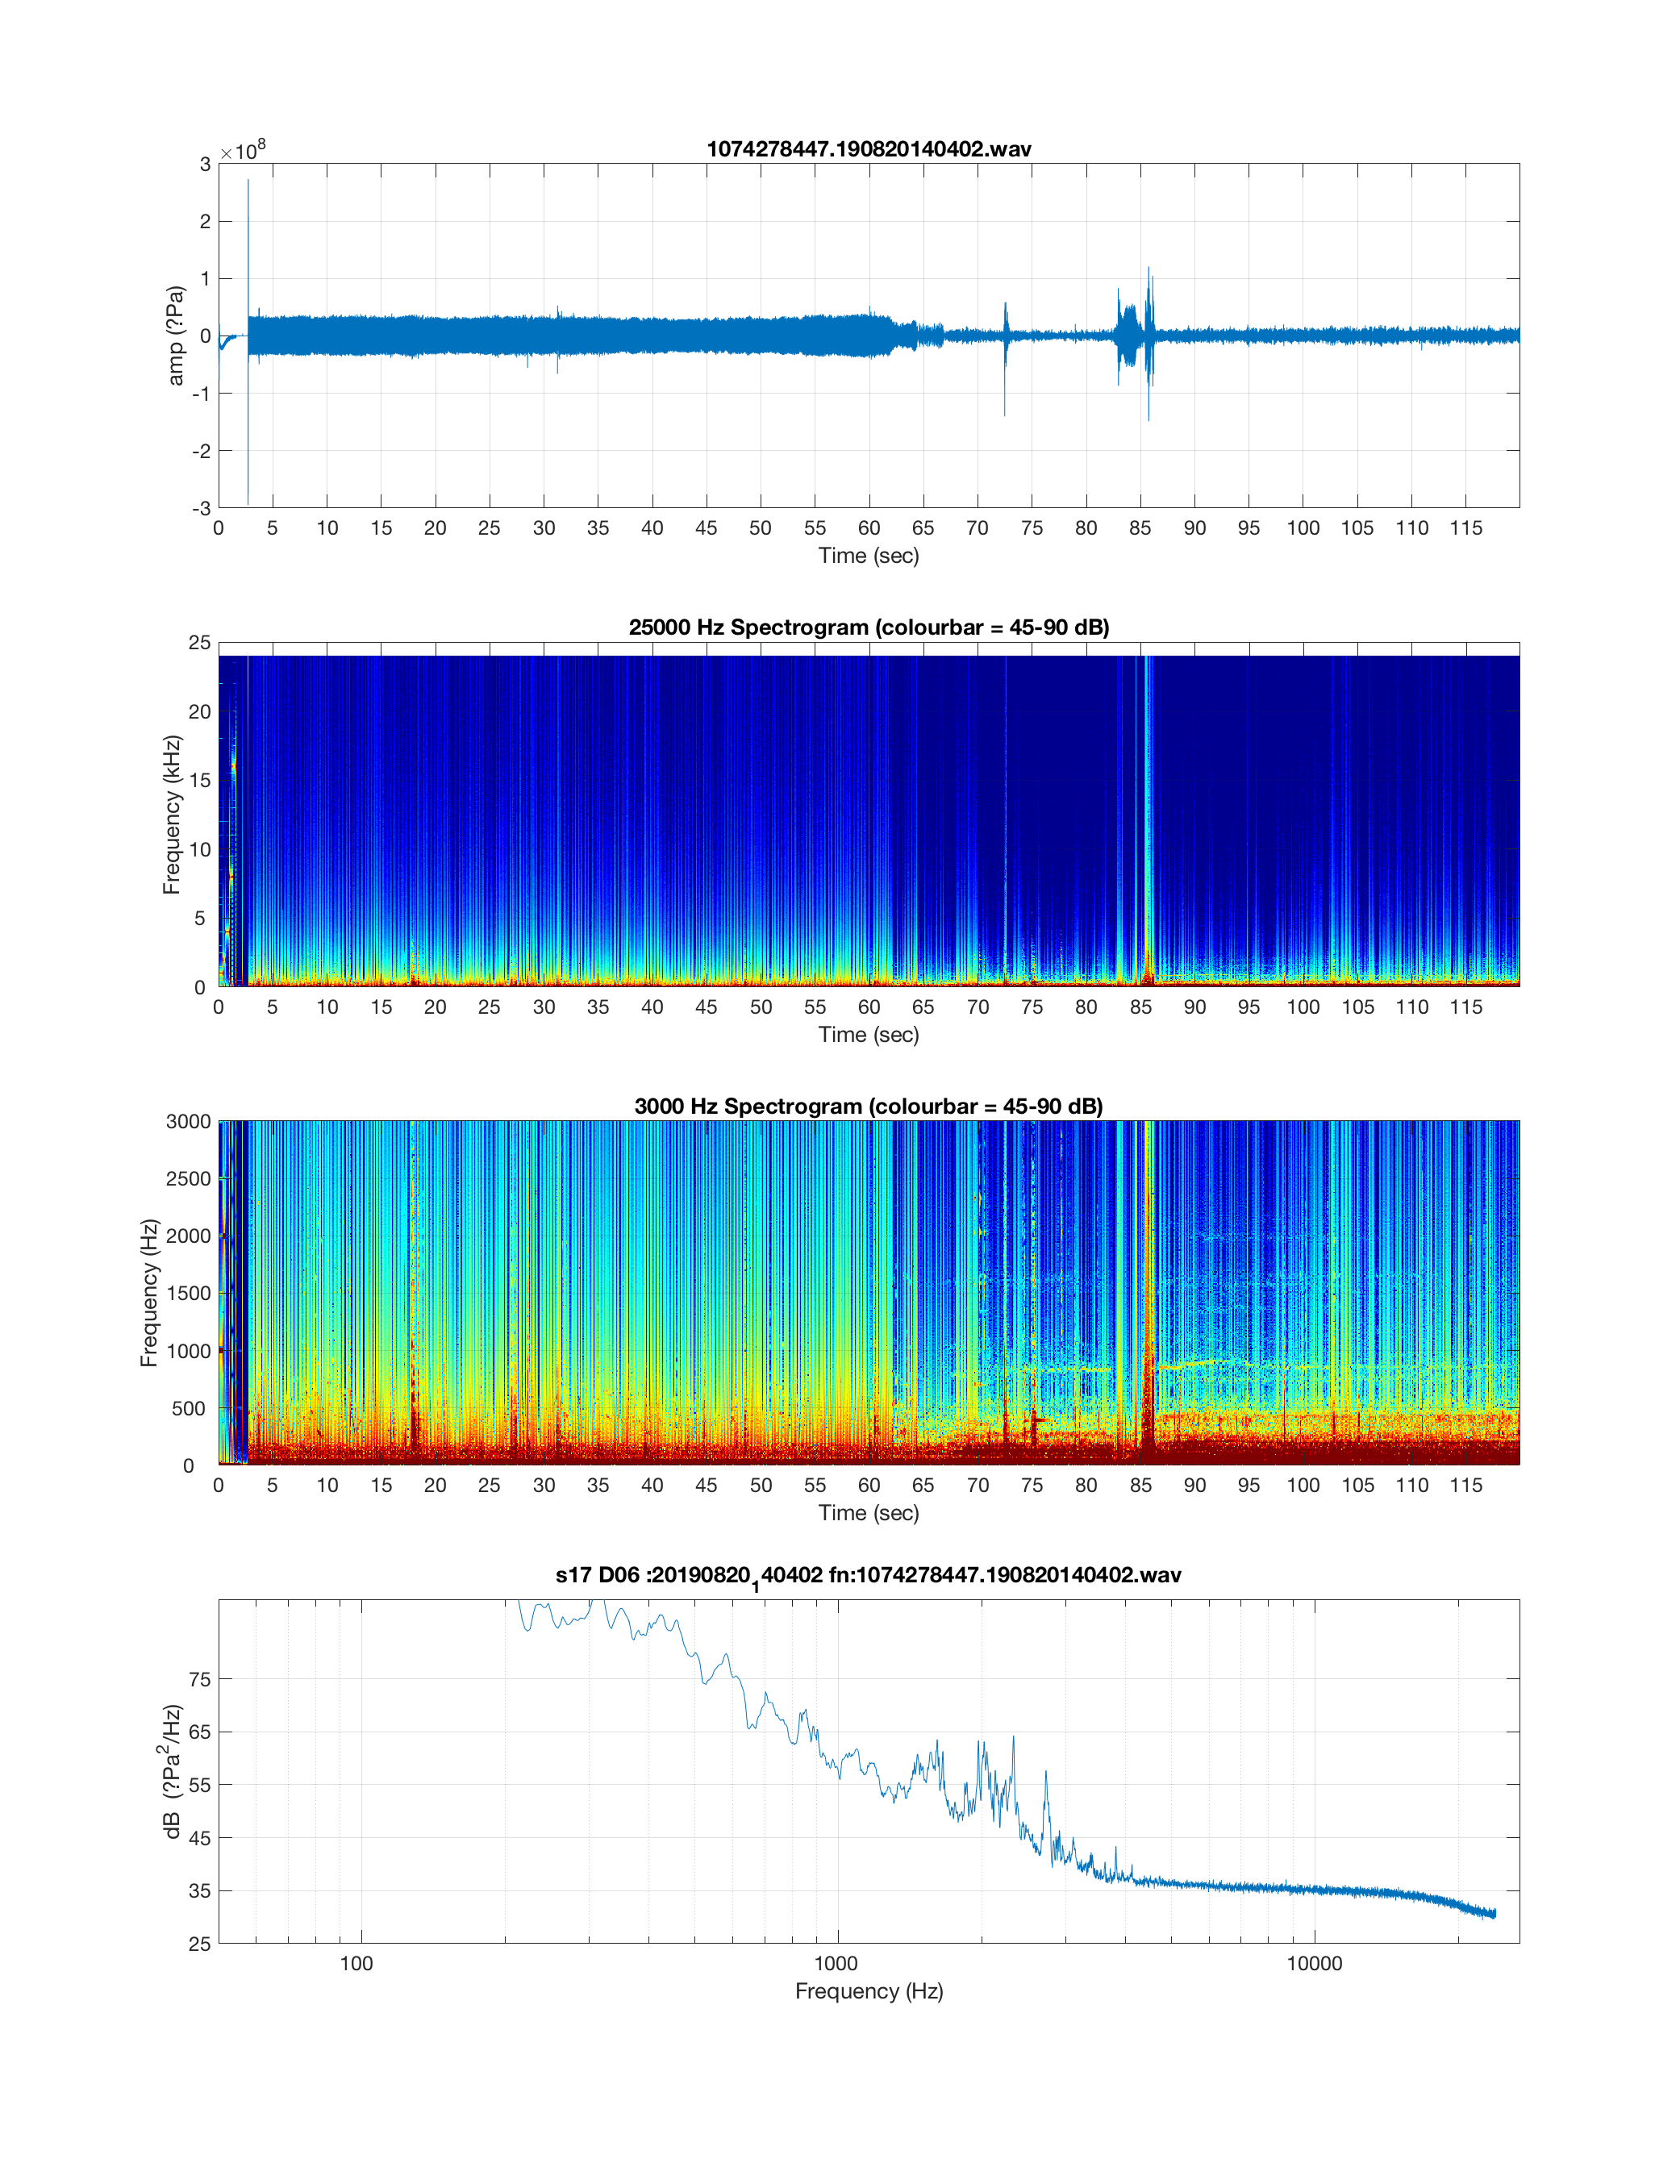 1074278447.190820140402.wav
×10^8
3
2
1
0
-1
-2
-3
amp (?Pa)
0 5 10 15 20 25 30 35 40 45 50 55 60 65 70 75 80 85 90 95 100 105 110 115
Time (sec)
25000 Hz Spectrogram (colourbar = 45-90 dB)
25
20
15
10
5
0
Frequency (kHz)
0 5 10 15 20 25 30 35 40 45 50 55 60 65 70 75 80 85 90 95 100 105 110 115
Time (sec)
3000 Hz Spectrogram (colourbar = 45-90 dB)
3000
2500
2000
1500
1000
500
0
Frequency (Hz)
0 5 10 15 20 25 30 35 40 45 50 55 60 65 70 75 80 85 90 95 100 105 110 115
Time (sec)
s17 D06 :20190820_140402 fn:1074278447.190820140402.wav
75
65
55
45
35
25
dB (?Pa^2/Hz)
100 1000 10000
Frequency (Hz)